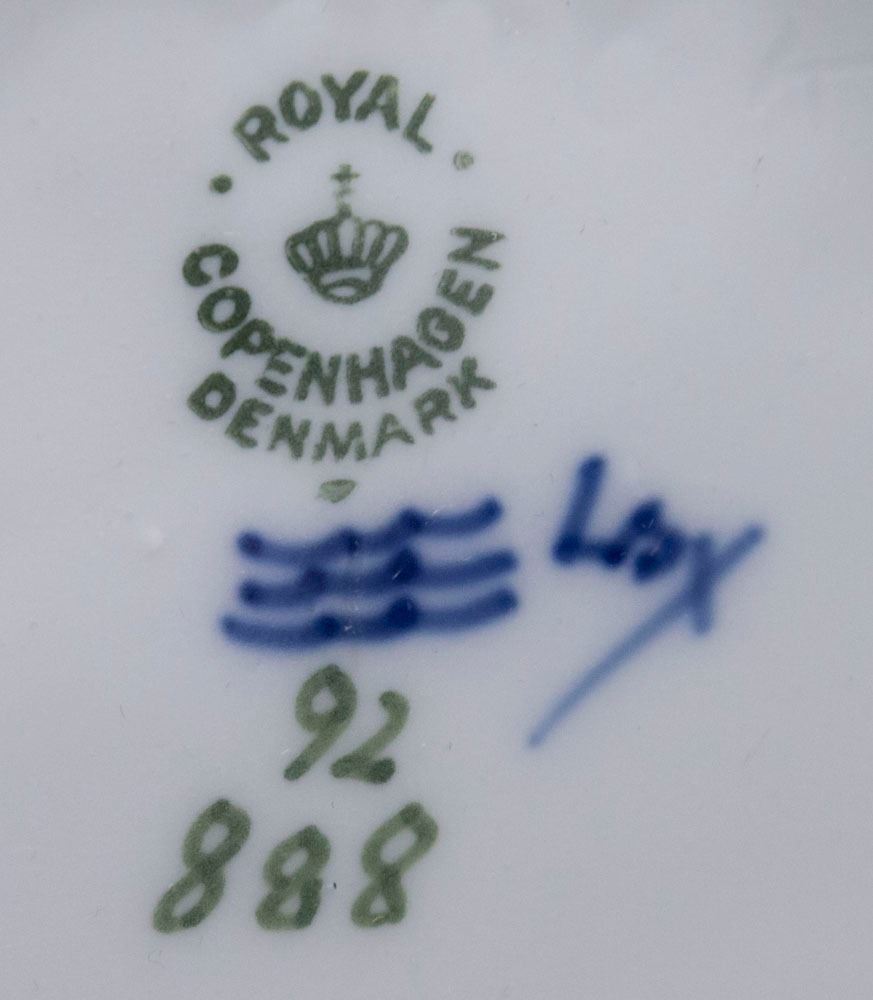 ROYAL
COPENHAGEN
DENMARK
92
888